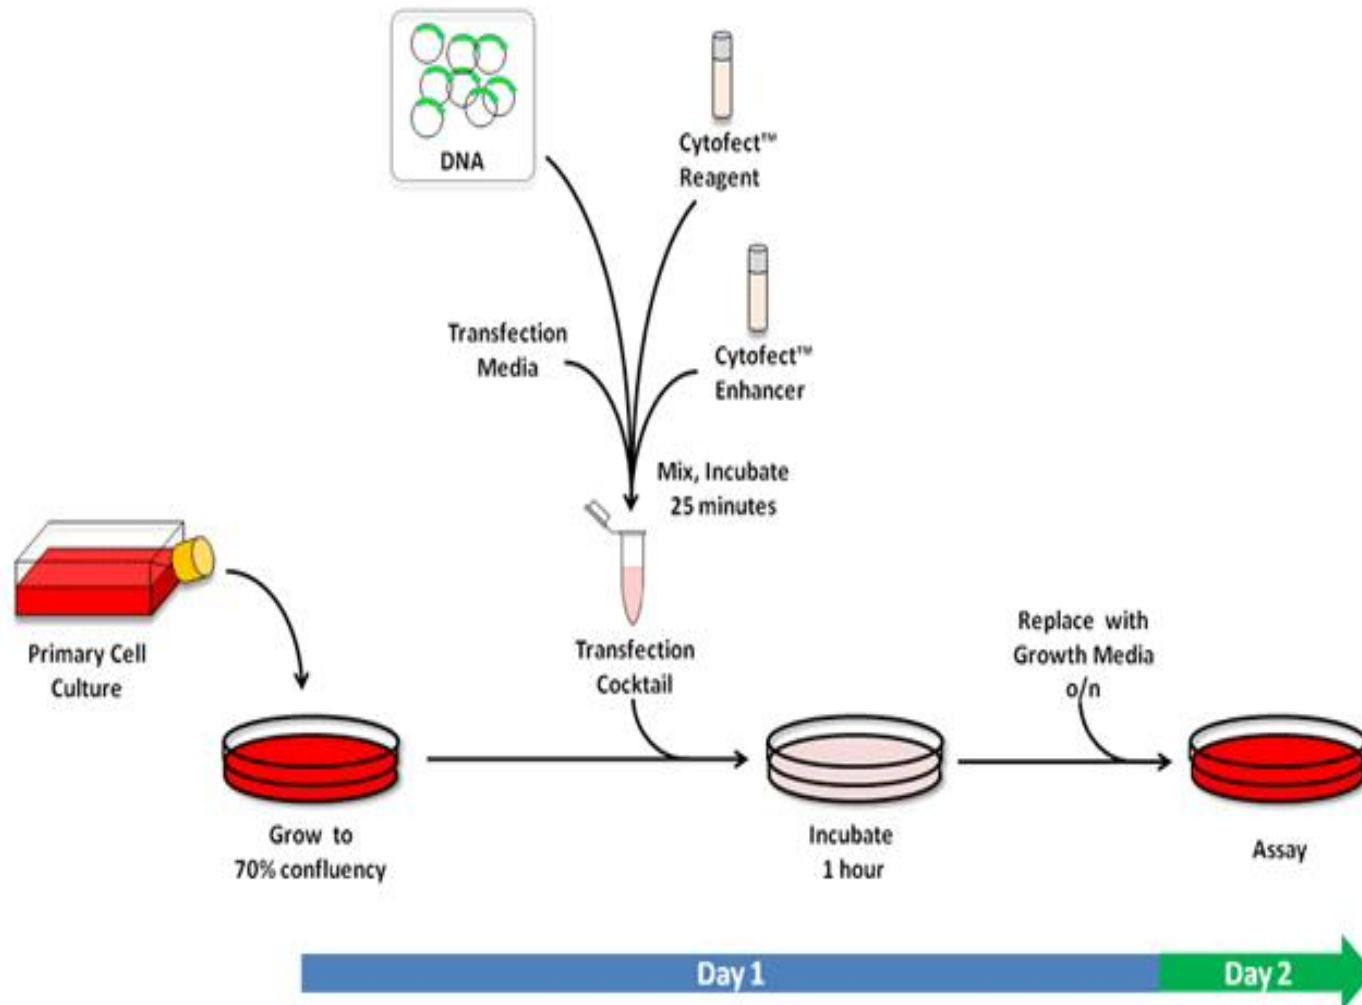 DNA
Cytofect™
Reagent
Transfection
Media
Cytofect™
Enhancer
Mix, Incubate
25 minutes
Primary Cell
Culture
Transfection
Cocktail
Replace with
Growth Media
o/n
Grow to
70% confluency
Incubate
1 hour
Assay
Day 1
Day 2